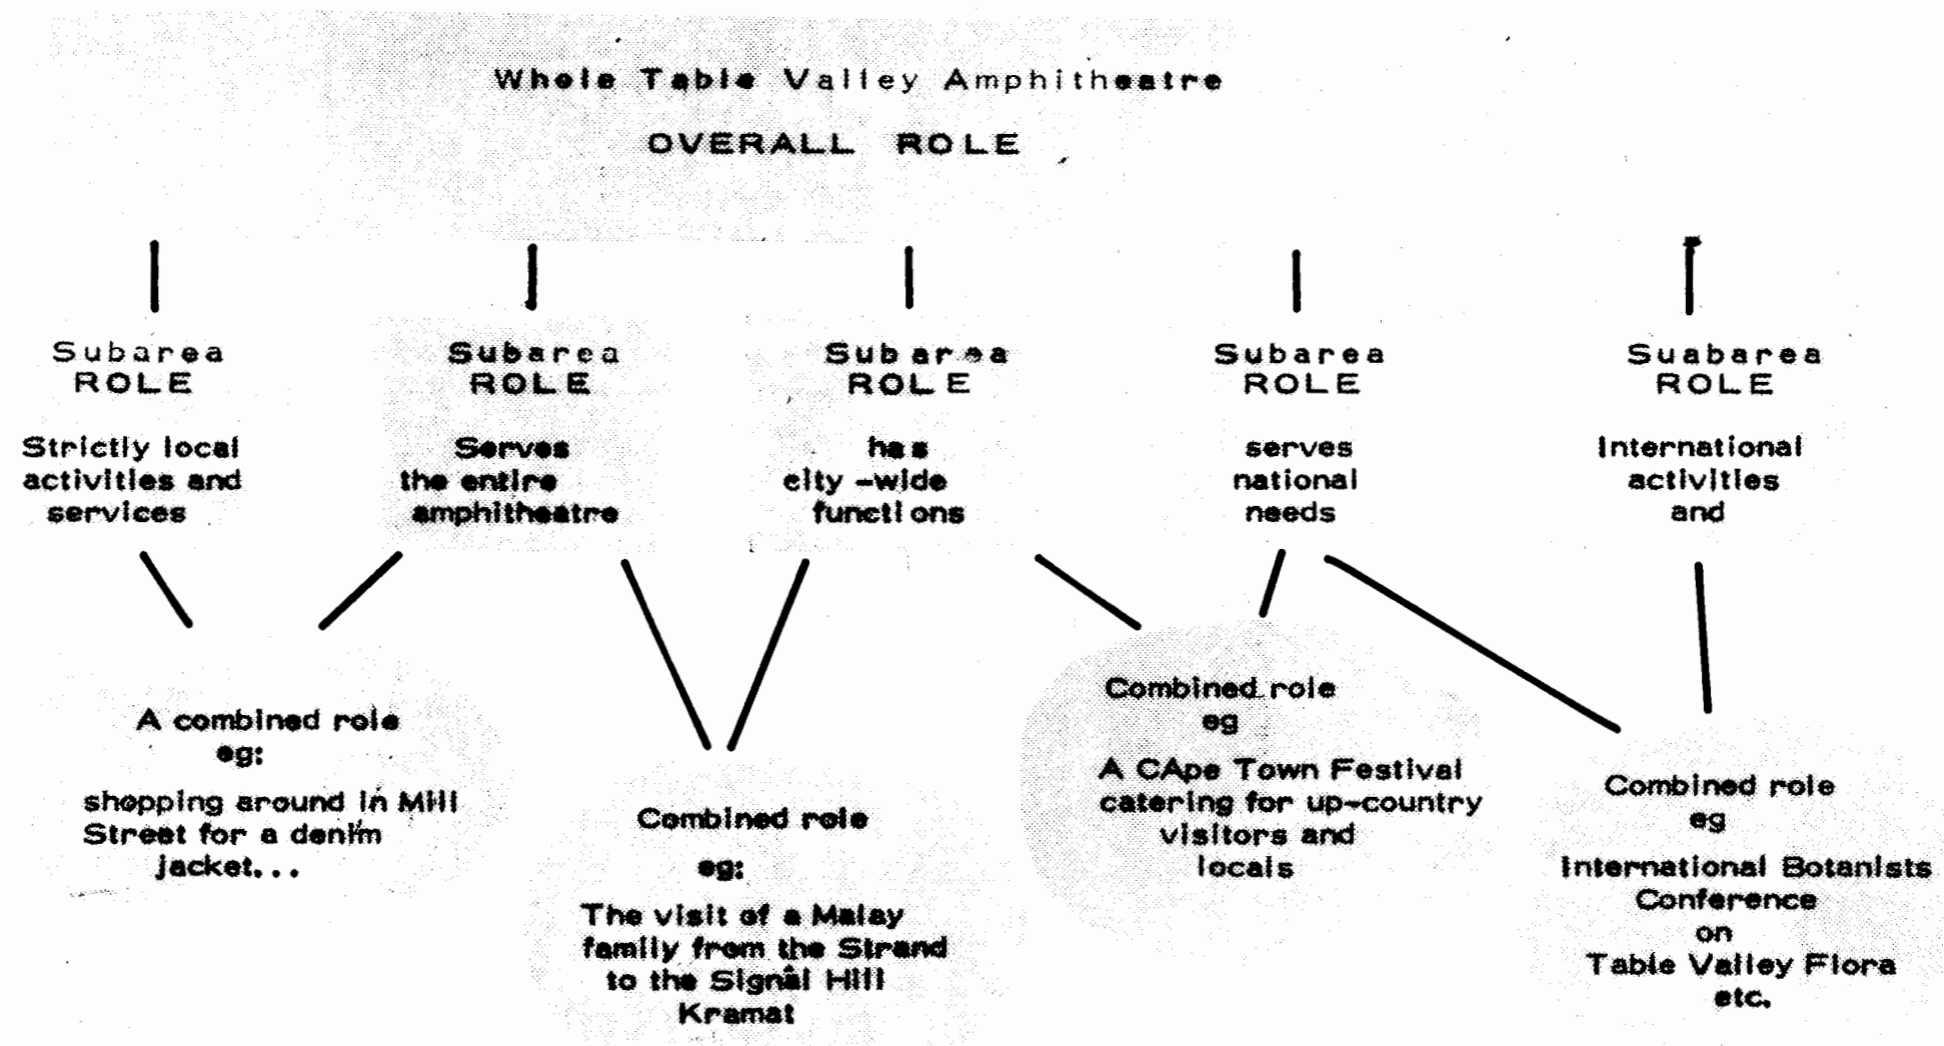 Whole Table Valley Amphitheatre
OVERALL ROLE
Subarea
ROLE
Strictly local
activities and
services
Subarea
ROLE
Serves
the entire
amphitheatre
Subarea
ROLE
has
city-wide
functions
Subarea
ROLE
serves
national
needs
Suabarea
ROLE
International
activities
and
A combined role
eg:
shopping around in Mill
Street for a denim
jacket...
Combined role
eg:
The visit of a Malay
family from the Strand
to the Signal Hill
Kramat
Combined role
eg
A CApe Town Festival
catering for up-country
visitors and
locals
Combined role
eg
International Botanists
Conference
on
Table Valley Flora
etc.